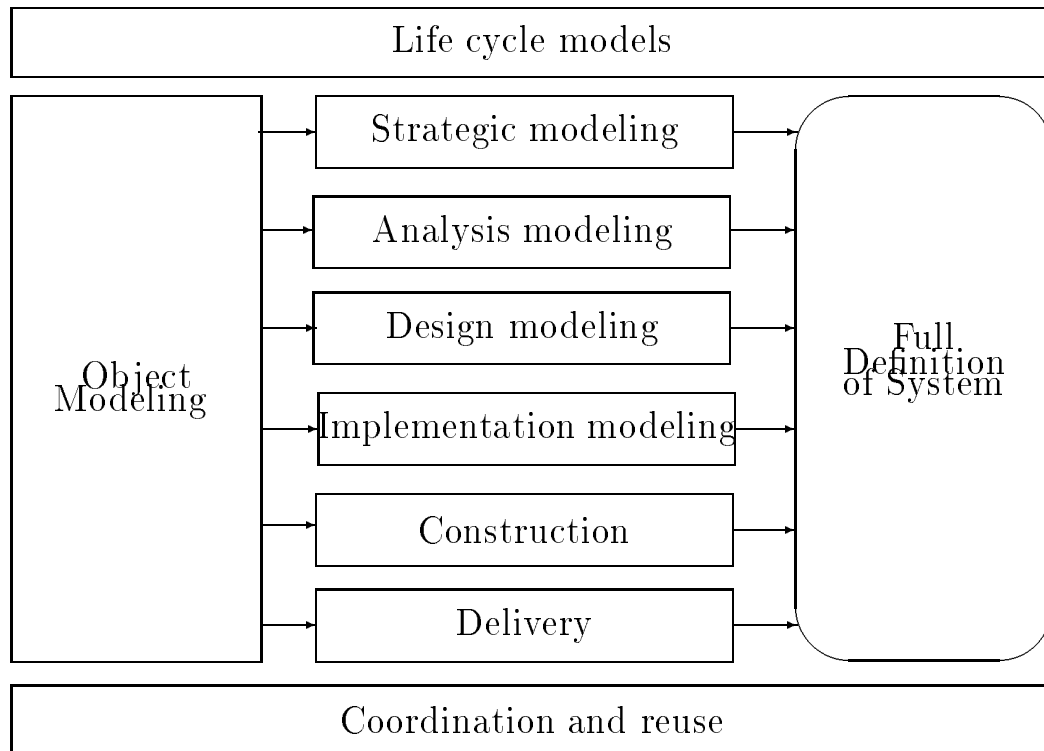 Life cycle models
Strategic modeling
Analysis modeling
Design modeling
Implementation modeling
Construction
Delivery
Object
Modeling
Full
Definition
of System
Coordination and reuse